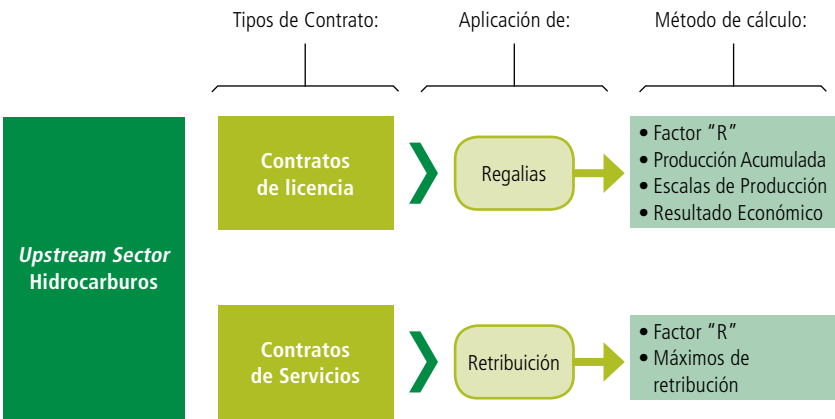 Tipos de Contrato:
Aplicación de:
Método de cálculo:
Upstream Sector
Hidrocarburos
Contratos
de licencia
Regalias
• Factor “R”
• Producción Acumulada
• Escalas de Producción
• Resultado Económico
Contratos
de Servicios
Retribuición
• Factor “R”
• Máximos de
retribución